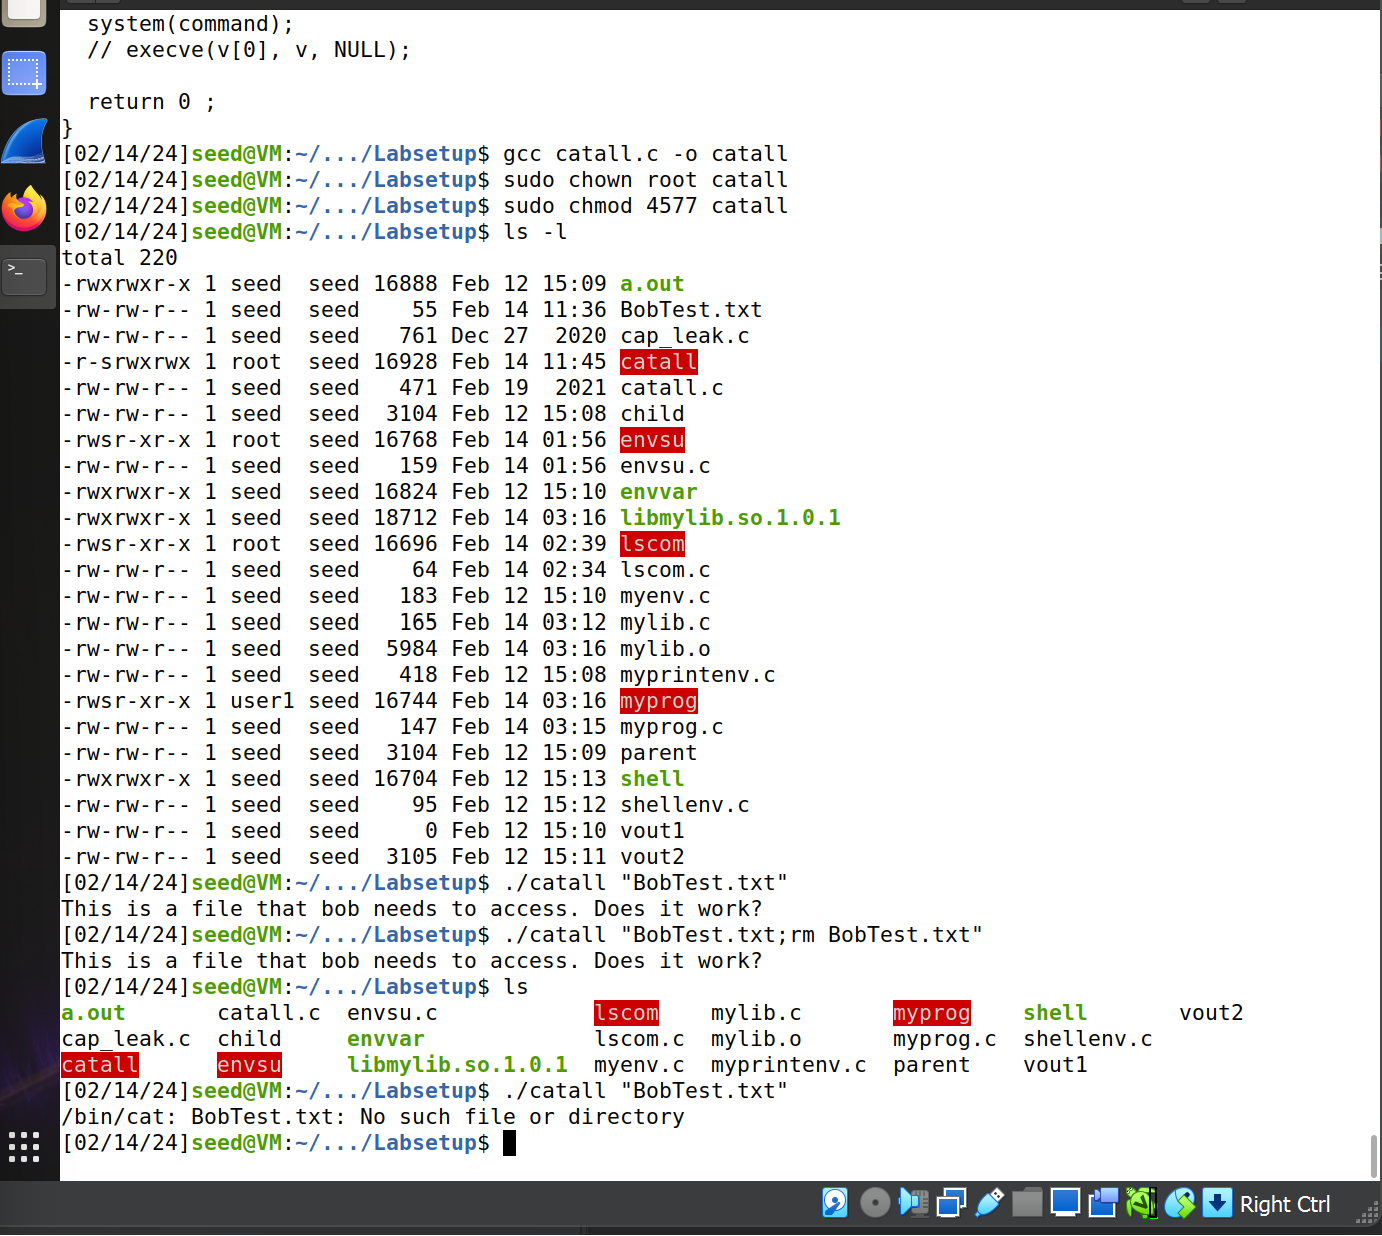 system(command);
  // execve(v[0], v, NULL);
  return 0 ;
}
[02/14/24]seed@VM:~/.../Labsetup$ gcc catall.c -o catall
[02/14/24]seed@VM:~/.../Labsetup$ sudo chown root catall
[02/14/24]seed@VM:~/.../Labsetup$ sudo chmod 4577 catall
[02/14/24]seed@VM:~/.../Labsetup$ ls -l
total 220
-rwxrwxr-x 1 seed  seed 16888 Feb 12 15:09 a.out
-rw-rw-r-- 1 seed  seed    55 Feb 14 11:36 BobTest.txt
-rw-rw-r-- 1 seed  seed   761 Dec 27  2020 cap_leak.c
-r-srwxrwx 1 root  seed 16928 Feb 14 11:45 catall
-rw-rw-r-- 1 seed  seed   471 Feb 19  2021 catall.c
-rw-rw-r-- 1 seed  seed  3104 Feb 12 15:08 child
-rwsr-xr-x 1 root  seed 16768 Feb 14 01:56 envsu
-rw-rw-r-- 1 seed  seed   159 Feb 14 01:56 envsu.c
-rwxrwxr-x 1 seed  seed 16824 Feb 12 15:10 envvar
-rwxrwxr-x 1 seed  seed 18712 Feb 14 03:16 libmylib.so.1.0.1
-rwsr-xr-x 1 root  seed 16696 Feb 14 02:39 lscom
-rw-rw-r-- 1 seed  seed    64 Feb 14 02:34 lscom.c
-rw-rw-r-- 1 seed  seed   183 Feb 12 15:10 myenv.c
-rw-rw-r-- 1 seed  seed   165 Feb 14 03:12 mylib.c
-rw-rw-r-- 1 seed  seed  5984 Feb 14 03:16 mylib.o
-rw-rw-r-- 1 seed  seed   418 Feb 12 15:08 myprintenv.c
-rwsr-xr-x 1 user1 seed 16744 Feb 14 03:16 myprog
-rw-rw-r-- 1 seed  seed   147 Feb 14 03:15 myprog.c
-rw-rw-r-- 1 seed  seed  3104 Feb 12 15:09 parent
-rwxrwxr-x 1 seed  seed 16704 Feb 12 15:13 shell
-rw-rw-r-- 1 seed  seed    95 Feb 12 15:12 shellenv.c
-rw-rw-r-- 1 seed  seed     0 Feb 12 15:10 vout1
-rw-rw-r-- 1 seed  seed  3105 Feb 12 15:11 vout2
[02/14/24]seed@VM:~/.../Labsetup$ ./catall "BobTest.txt"
This is a file that bob needs to access. Does it work?
[02/14/24]seed@VM:~/.../Labsetup$ ./catall "BobTest.txt;rm BobTest.txt"
This is a file that bob needs to access. Does it work?
[02/14/24]seed@VM:~/.../Labsetup$ ls
a.out       catall.c  envsu.c            lscom    mylib.c       myprog    shell       vout2
cap_leak.c  child     envvar             lscom.c  mylib.o       myprog.c  shellenv.c
catall      envsu     libmylib.so.1.0.1  myenv.c  myprintenv.c  parent    vout1
[02/14/24]seed@VM:~/.../Labsetup$ ./catall "BobTest.txt"
/bin/cat: BobTest.txt: No such file or directory
[02/14/24]seed@VM:~/.../Labsetup$
Right Ctrl